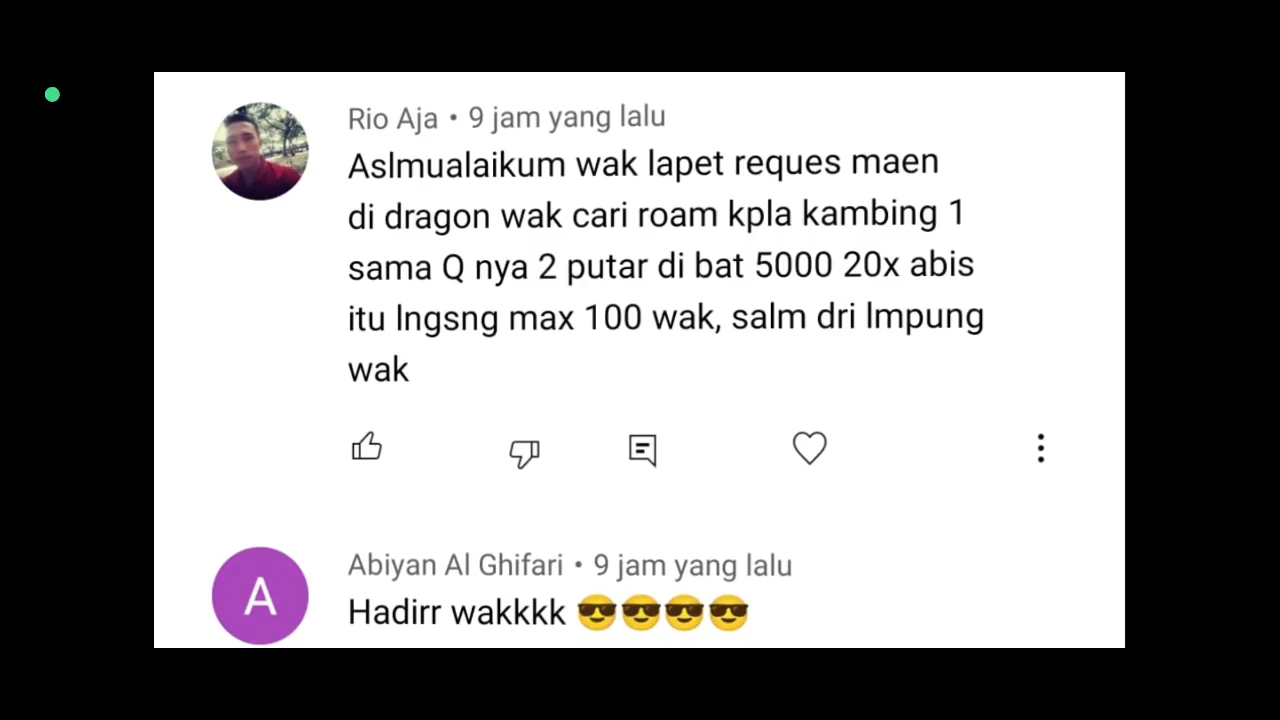 Rio Aja • 9 jam yang lalu
Aslmualaikum wak lapet reques maen
di dragon wak cari roam kpla kambing 1
sama Q nya 2 putar di bat 5000 20x abis
itu lngsng max 100 wak, salm dri lmpung
wak
A
Abiyan Al Ghifari • 9 jam yang lalu
Hadirr wakkkk 😎😎😎😎